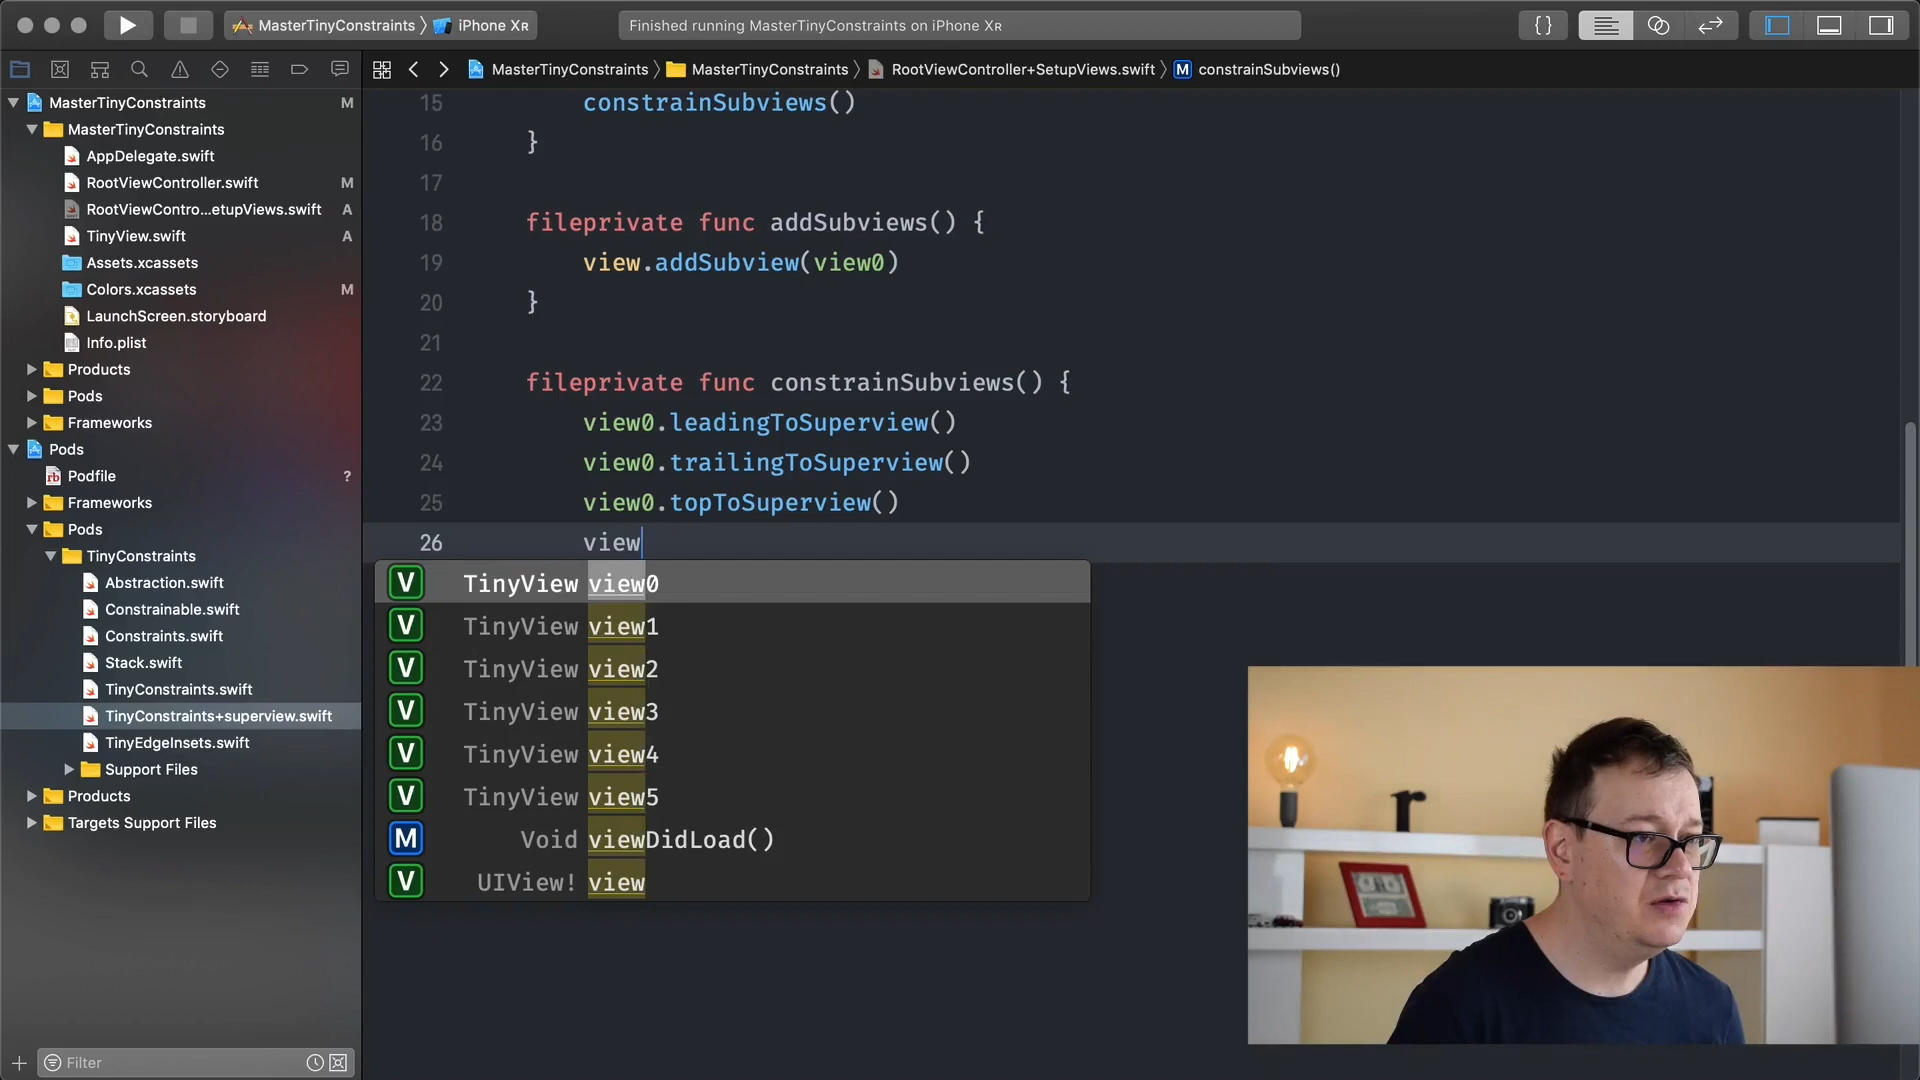 MasterTinyConstraints 〉 iPhone XR
Finished running MasterTinyConstraints on iPhone XR
{}
MasterTinyConstraints 〉 MasterTinyConstraints 〉 RootViewController+SetupViews.swift 〉 M constrainSubviews()
MasterTinyConstraints M
MasterTinyConstraints
AppDelegate.swift
RootViewController.swift M
RootViewContro...etupViews.swift A
TinyView.swift A
Assets.xcassets
Colors.xcassets M
LaunchScreen.storyboard
Info.plist
Products
Pods
Frameworks
Pods
rb Podfile ?
Frameworks
Pods
TinyConstraints
Abstraction.swift
Constrainable.swift
Constraints.swift
Stack.swift
TinyConstraints.swift
TinyConstraints+superview.swift
TinyEdgeInsets.swift
Support Files
Products
Targets Support Files
Filter
15 constrainSubviews()
16 }
17
18 fileprivate func addSubviews() {
19 view.addSubview(view0)
20 }
21
22 fileprivate func constrainSubviews() {
23 view0.leadingToSuperview()
24 view0.trailingToSuperview()
25 view0.topToSuperview()
26 view
V TinyView view0
V TinyView view1
V TinyView view2
V TinyView view3
V TinyView view4
V TinyView view5
M Void viewDidLoad()
V UIView! view